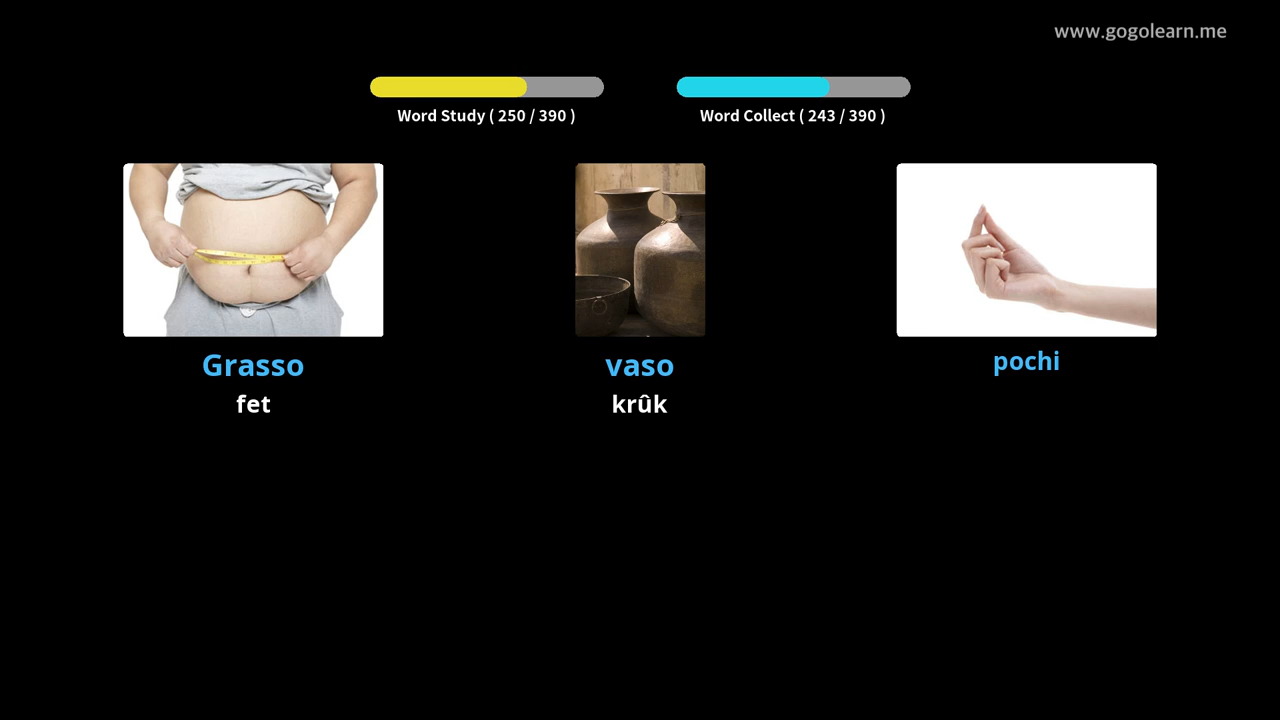 www.gogolearn.me
Word Study ( 250 / 390 )
Word Collect ( 243 / 390 )
Grasso
vaso
pochi
fet
krûk